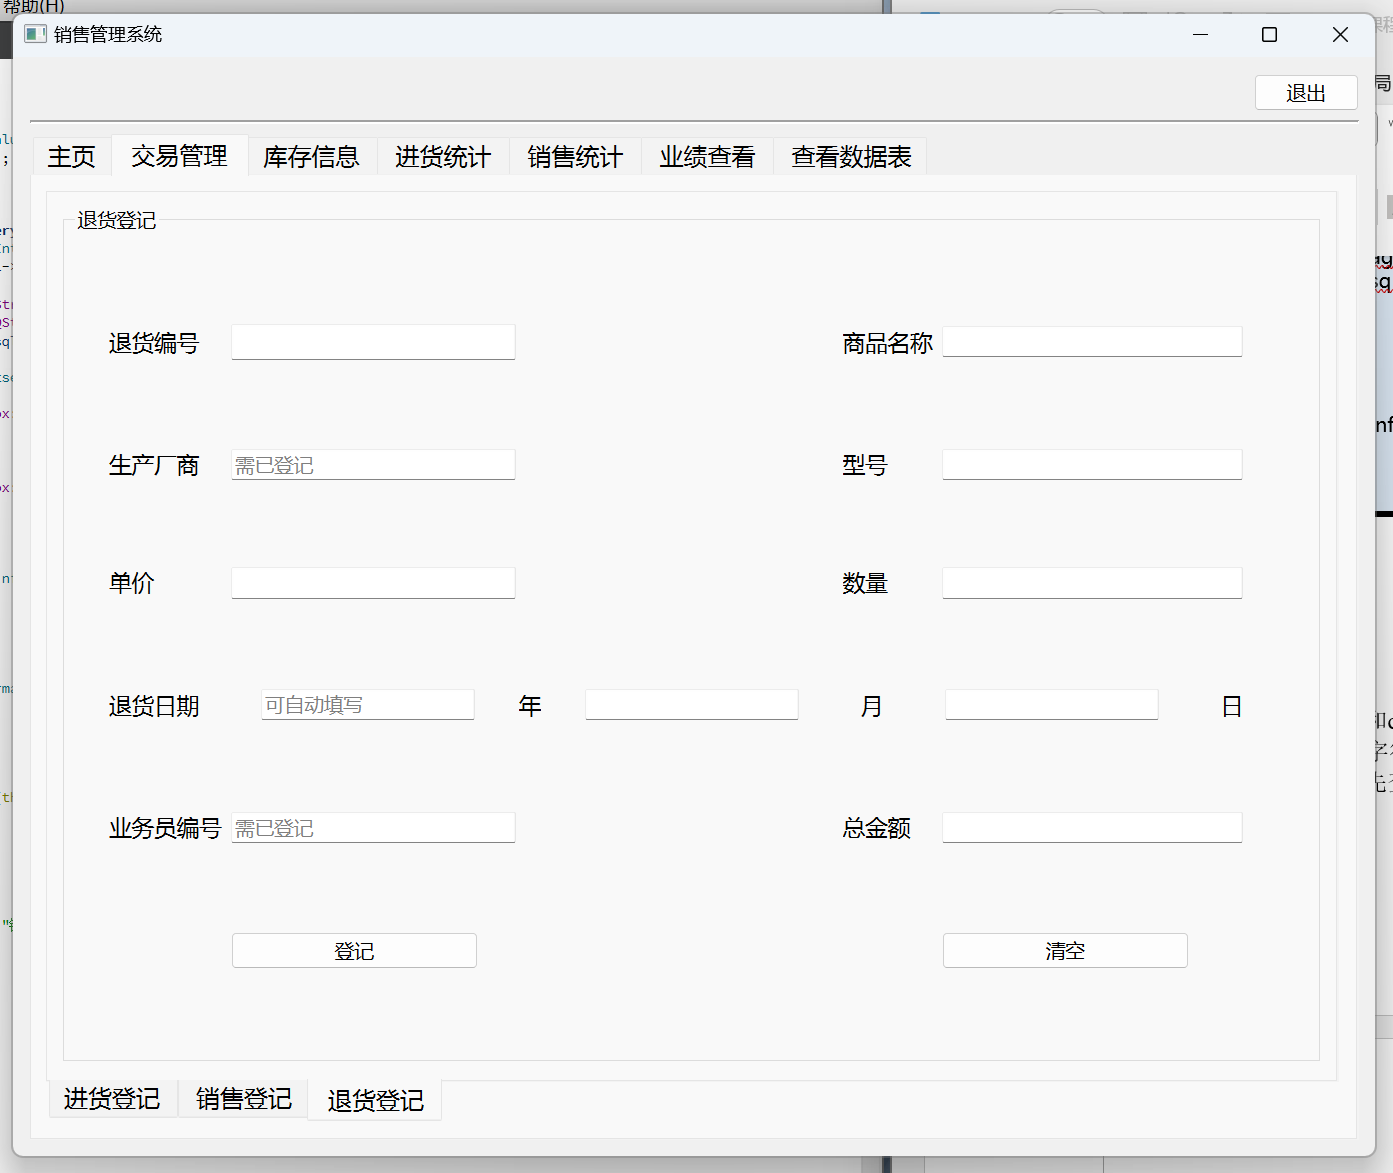 帮助(H)
销售管理系统
退出
主页 交易管理 库存信息 进货统计 销售统计 业绩查看 查看数据表
退货登记
退货编号 商品名称
生产厂商 需已登记 型号
单价 数量
退货日期 可自动填写 年 月 日
业务员编号 需已登记 总金额
登记 清空
进货登记 销售登记 退货登记